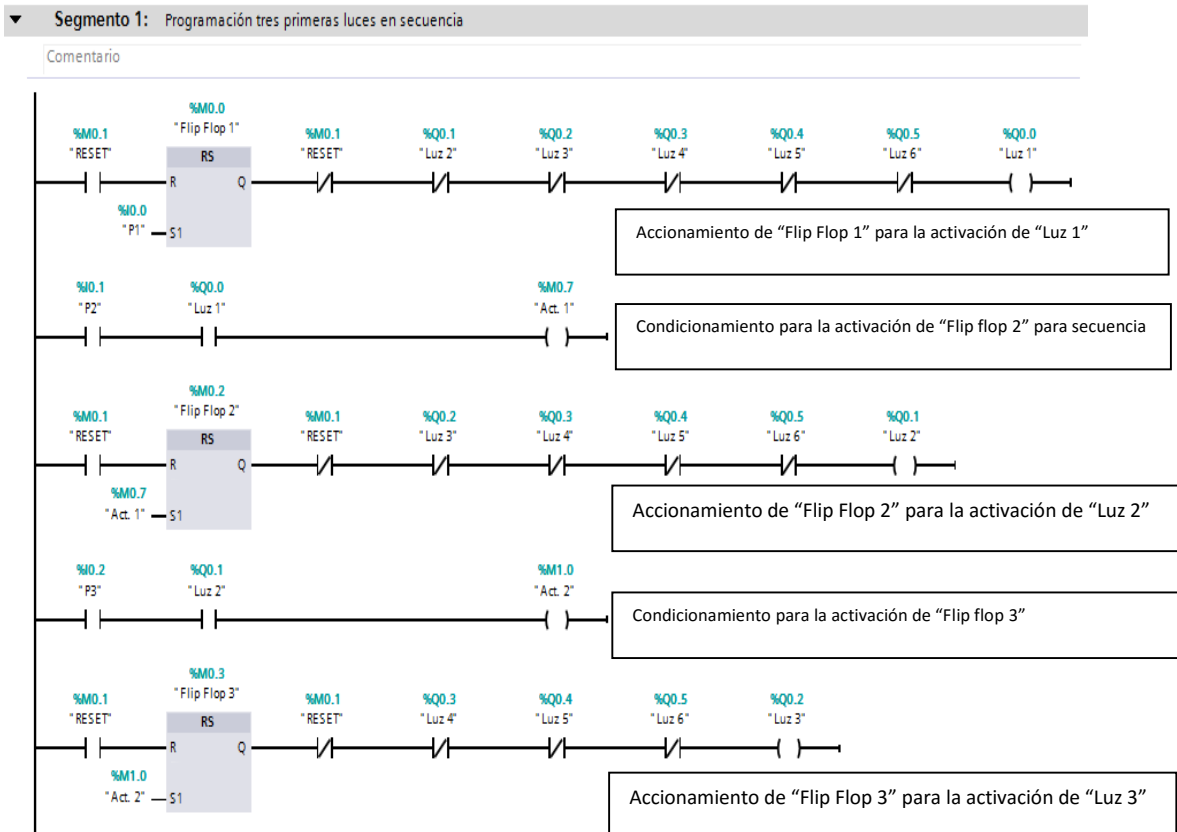 Segmento 1: Programación tres primeras luces en secuencia
Comentario
%M0.0
"Flip Flop 1"
%M0.1 %M0.1 %Q0.1 %Q0.2 %Q0.3 %Q0.4 %Q0.5 %Q0.0
"RESET" RS "RESET" "Luz 2" "Luz 3" "Luz 4" "Luz 5" "Luz 6" "Luz 1"
R Q
%I0.0
"P1" S1
Accionamiento de “Flip Flop 1” para la activación de “Luz 1”
%I0.1 %Q0.0 %M0.7
"P2" "Luz 1" "Act. 1"
Condicionamiento para la activación de “Flip flop 2” para secuencia
%M0.2
"Flip Flop 2"
%M0.1 %M0.1 %Q0.2 %Q0.3 %Q0.4 %Q0.5 %Q0.1
"RESET" RS "RESET" "Luz 3" "Luz 4" "Luz 5" "Luz 6" "Luz 2"
R Q
%M0.7
"Act. 1" S1
Accionamiento de “Flip Flop 2” para la activación de “Luz 2”
%I0.2 %Q0.1 %M1.0
"P3" "Luz 2" "Act. 2"
Condicionamiento para la activación de “Flip flop 3”
%M0.3
"Flip Flop 3"
%M0.1 %M0.1 %Q0.3 %Q0.4 %Q0.5 %Q0.2
"RESET" RS "RESET" "Luz 4" "Luz 5" "Luz 6" "Luz 3"
R Q
%M1.0
"Act. 2" S1
Accionamiento de “Flip Flop 3” para la activación de “Luz 3”